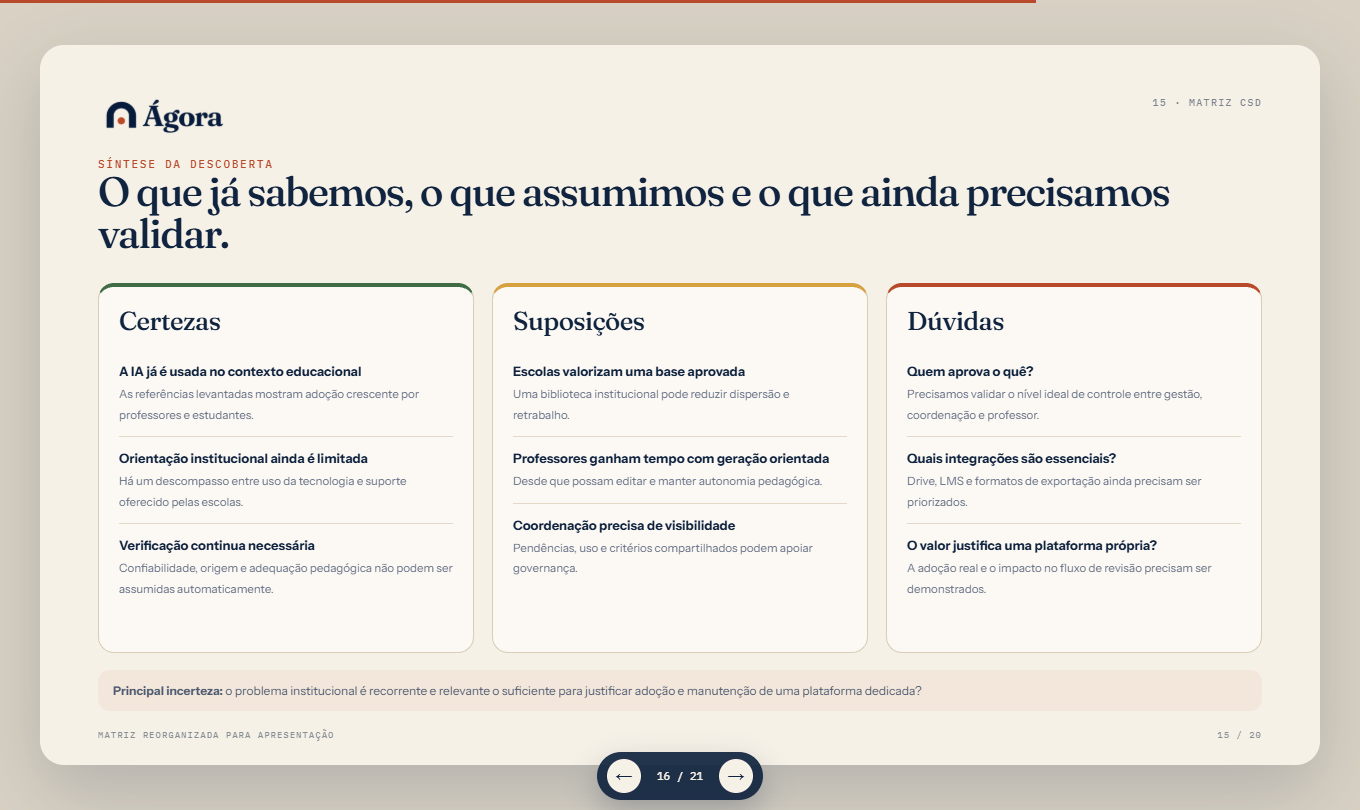 Ágora
15 · MATRIZ CSD
SÍNTESE DA DESCOBERTA
O que já sabemos, o que assumimos e o que ainda precisamos
validar.
Certezas
A IA já é usada no contexto educacional
As referências levantadas mostram adoção crescente por
professores e estudantes.
Orientação institucional ainda é limitada
Há um descompasso entre uso da tecnologia e suporte
oferecido pelas escolas.
Verificação continua necessária
Confiabilidade, origem e adequação pedagógica não podem ser
assumidas automaticamente.
Suposições
Escolas valorizam uma base aprovada
Uma biblioteca institucional pode reduzir dispersão e
retrabalho.
Professores ganham tempo com geração orientada
Desde que possam editar e manter autonomia pedagógica.
Coordenação precisa de visibilidade
Pendências, uso e critérios compartilhados podem apoiar
governança.
Dúvidas
Quem aprova o quê?
Precisamos validar o nível ideal de controle entre gestão,
coordenação e professor.
Quais integrações são essenciais?
Drive, LMS e formatos de exportação ainda precisam ser
priorizados.
O valor justifica uma plataforma própria?
A adoção real e o impacto no fluxo de revisão precisam ser
demonstrados.
Principal incerteza: o problema institucional é recorrente e relevante o suficiente para justificar adoção e manutenção de uma plataforma dedicada?
MATRIZ REORGANIZADA PARA APRESENTAÇÃO
15 / 20
← 16 / 21 →